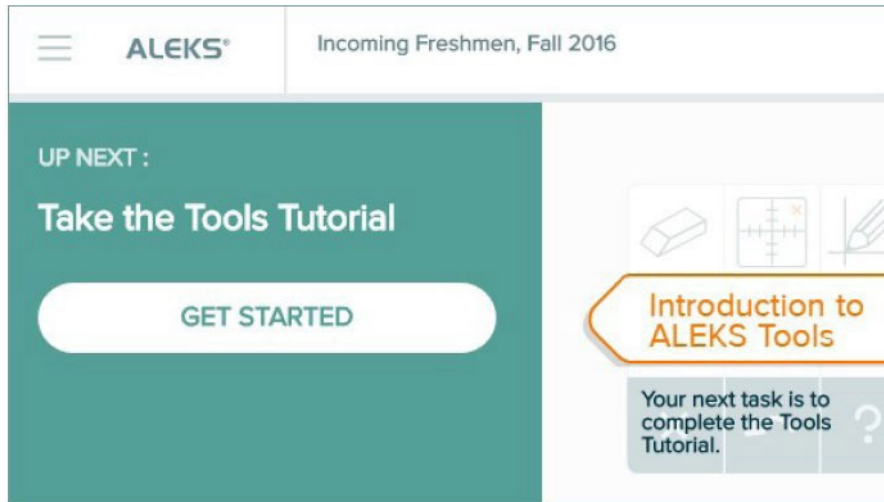 ALEKS®
Incoming Freshmen, Fall 2016
UP NEXT :
Take the Tools Tutorial
GET STARTED
Introduction to
ALEKS Tools
Your next task is to
complete the Tools
Tutorial.
?